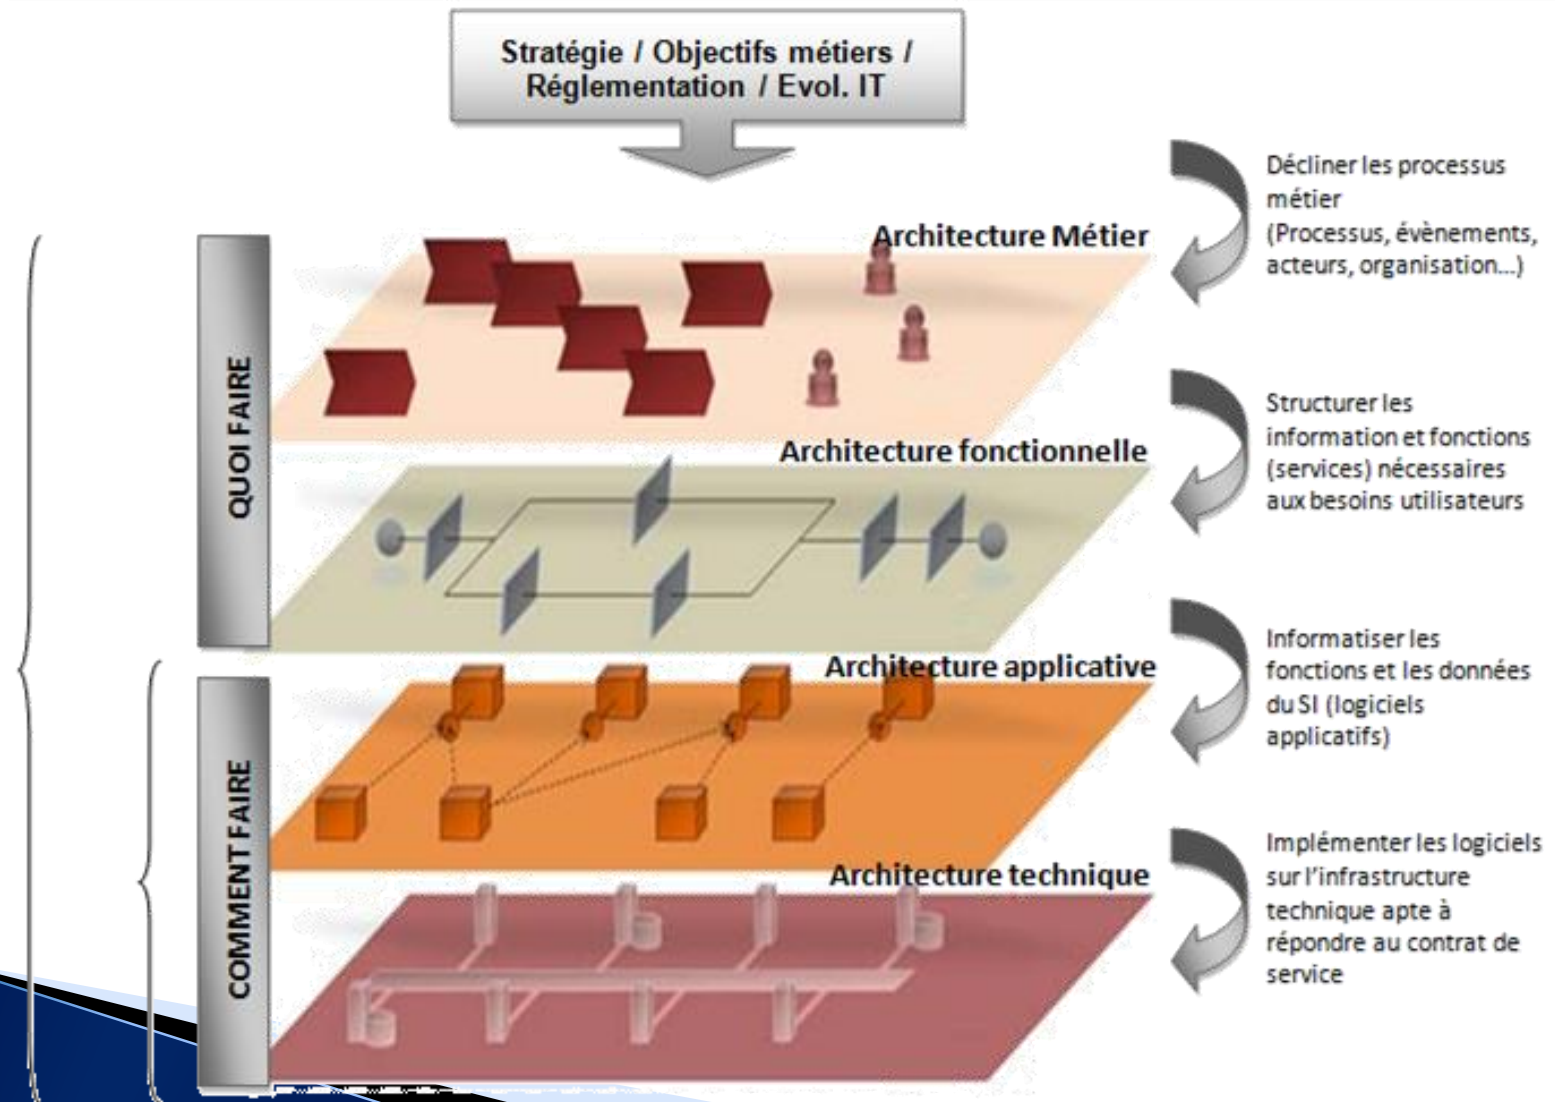 Stratégie / Objectifs métiers /
Réglementation / Evol. IT
Décliner les processus
métier
(Processus, évènements,
acteurs, organisation...)
Architecture Métier
QUOI FAIRE
Structurer les
information et fonctions
(services) nécessaires
aux besoins utilisateurs
Architecture fonctionnelle
Informatiser les
fonctions et les données
du SI (logiciels
applicatifs)
Architecture applicative
COMMENT FAIRE
Implémenter les logiciels
sur l'infrastructure
technique apte à
répondre au contrat de
service
Architecture technique